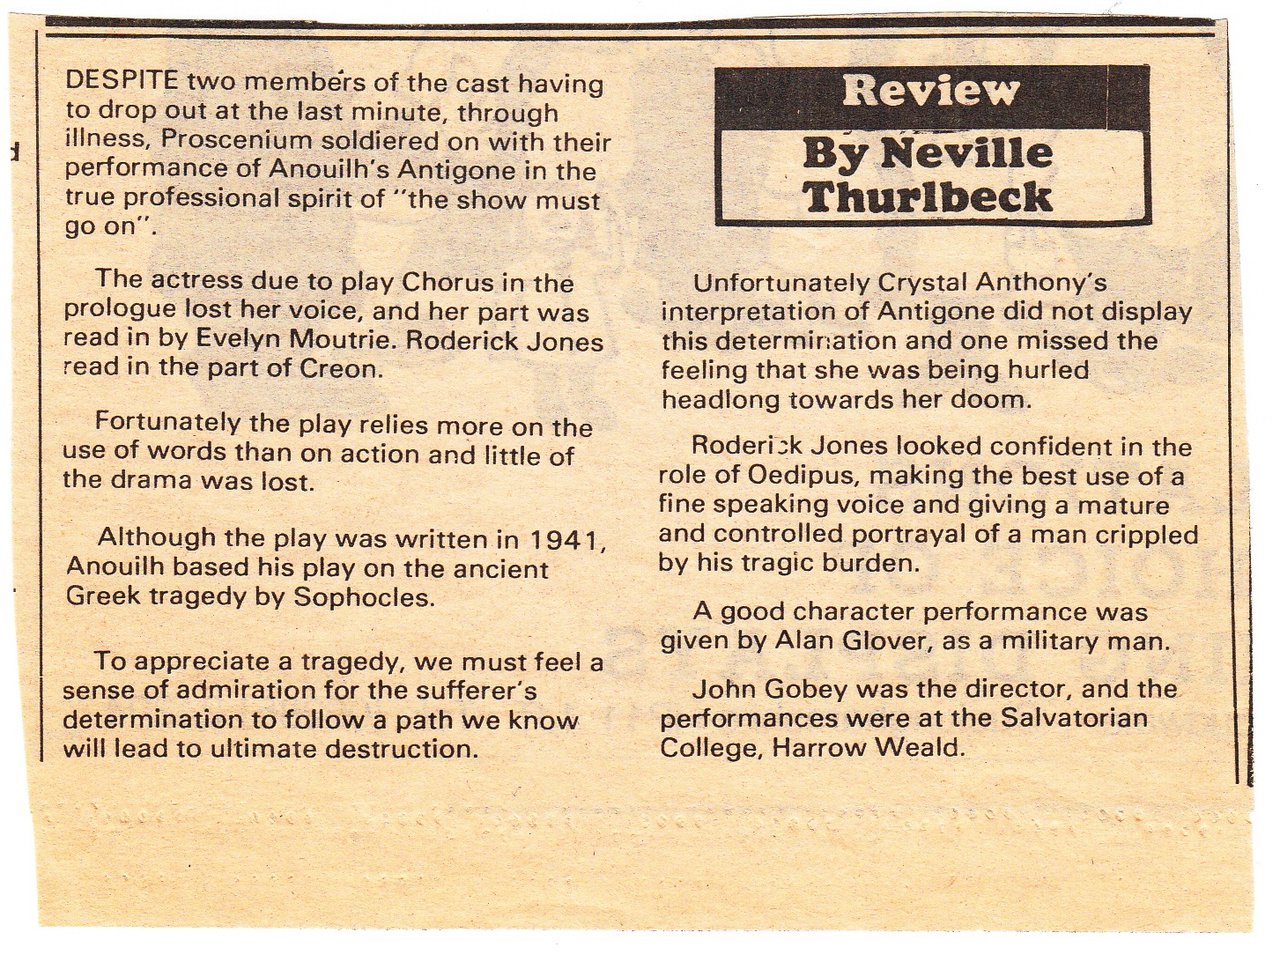 DESPITE two members of the cast having
to drop out at the last minute, through
illness, Proscenium soldiered on with their
performance of Anouilh's Antigone in the
true professional spirit of "the show must
go on".
The actress due to play Chorus in the
prologue lost her voice, and her part was
read in by Evelyn Moutrie. Roderick Jones
read in the part of Creon.
Fortunately the play relies more on the
use of words than on action and little of
the drama was lost.
Although the play was written in 1941,
Anouilh based his play on the ancient
Greek tragedy by Sophocles.
To appreciate a tragedy, we must feel a
sense of admiration for the sufferer's
determination to follow a path we know
will lead to ultimate destruction.
Review
By Neville
Thurlbeck
Unfortunately Crystal Anthony's
interpretation of Antigone did not display
this determination and one missed the
feeling that she was being hurled
headlong towards her doom.
Roderick Jones looked confident in the
role of Oedipus, making the best use of a
fine speaking voice and giving a mature
and controlled portrayal of a man crippled
by his tragic burden.
A good character performance was
given by Alan Glover, as a military man.
John Gobey was the director, and the
performances were at the Salvatorian
College, Harrow Weald.